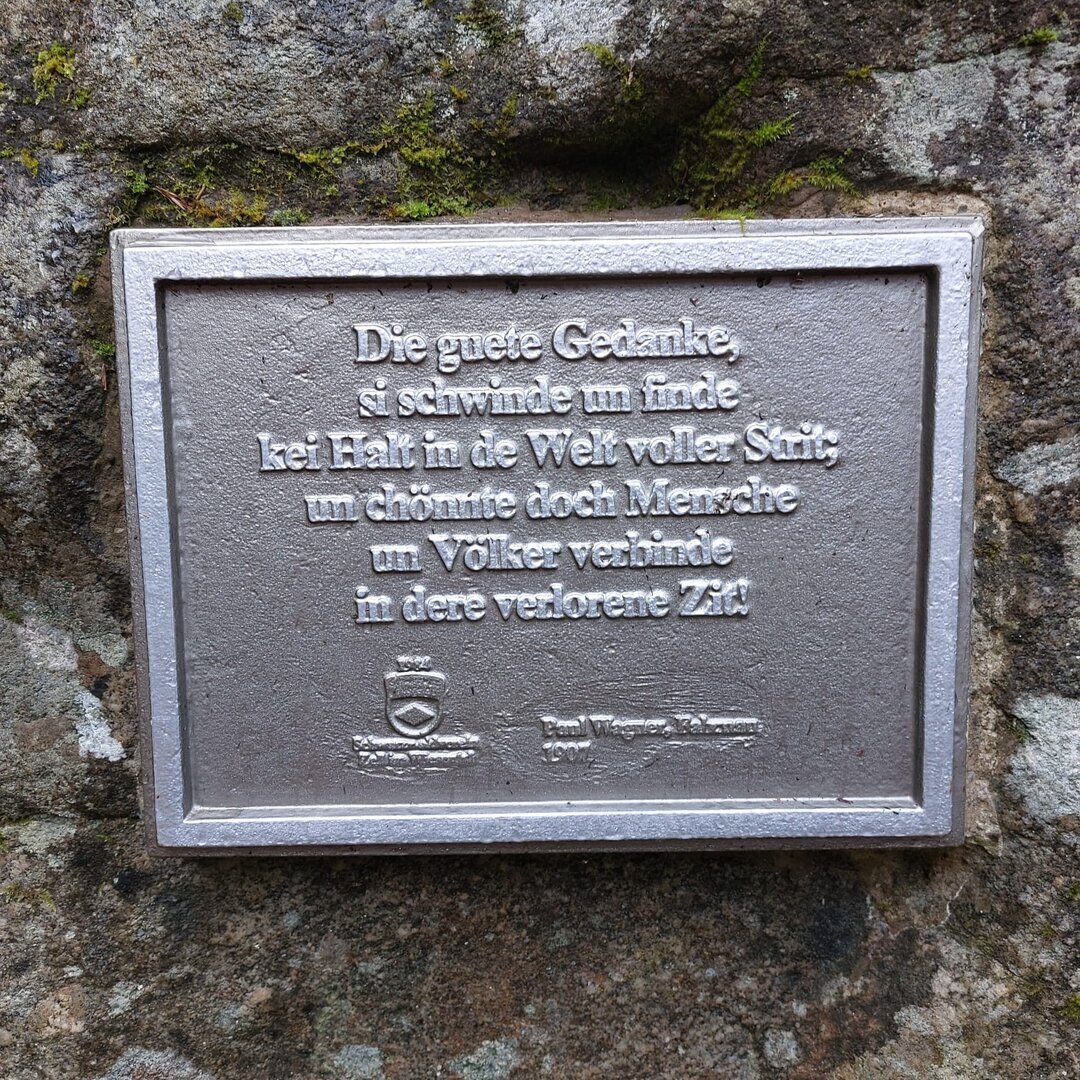 Die guete Gedanke,
si schwinde un finde
kei Halt in de Welt voller Strit;
un chönnte doch Mensche
un Völker verbinde
in dere verlorene Zit!
Paul Wagner,
1907